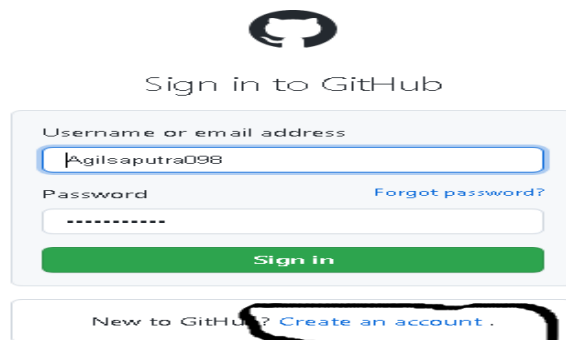 Sign in to GitHub
Username or email address
Agilsaputra098
Password Forgot password?
•••••••••••
Sign in
New to GitHub? Create an account .